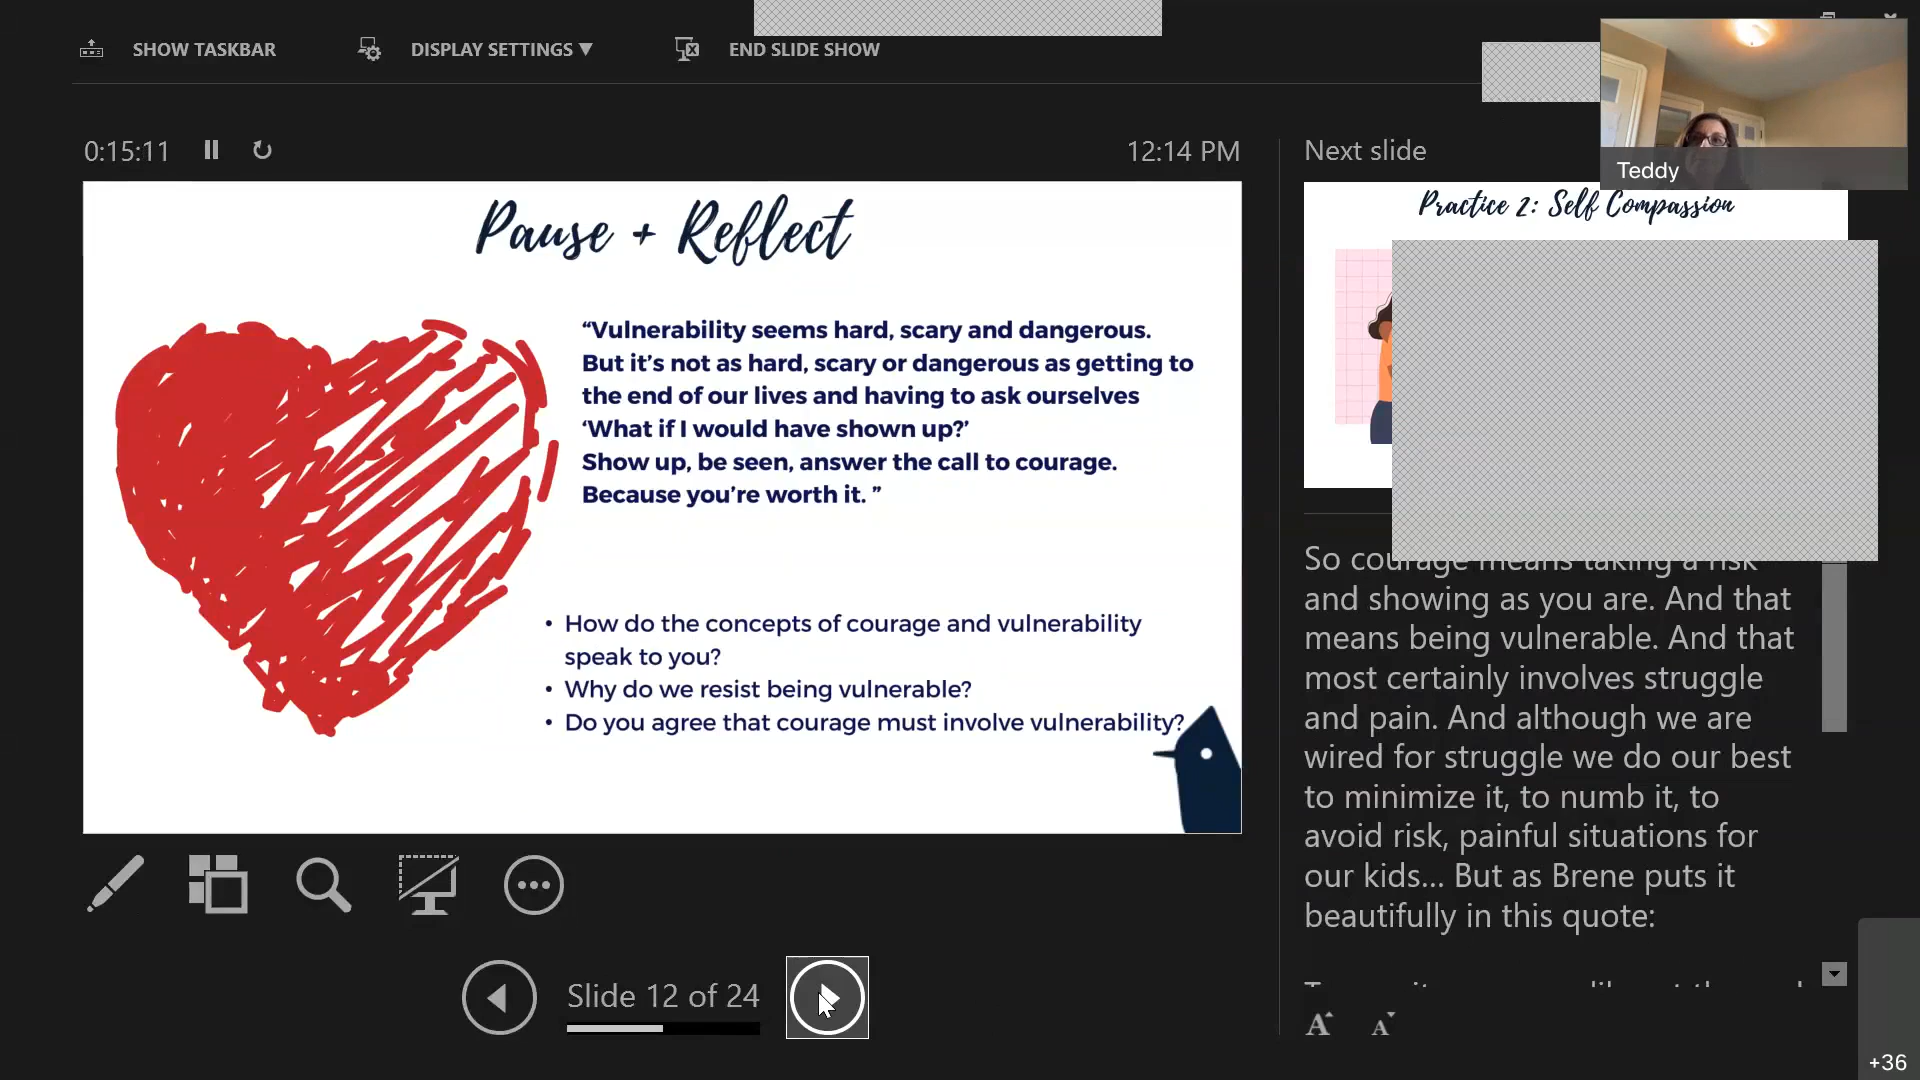 SHOW TASKBAR
DISPLAY SETTINGS ▼
END SLIDE SHOW
0:15:11
12:14 PM
Next slide
Teddy
Pause + Reflect
“Vulnerability seems hard, scary and dangerous.
But it’s not as hard, scary or dangerous as getting to
the end of our lives and having to ask ourselves
‘What if I would have shown up?’
Show up, be seen, answer the call to courage.
Because you’re worth it. ”
• How do the concepts of courage and vulnerability
speak to you?
• Why do we resist being vulnerable?
• Do you agree that courage must involve vulnerability?
Practice 2: Self Compassion
So courage means taking a risk
and showing as you are. And that
means being vulnerable. And that
most certainly involves struggle
and pain. And although we are
wired for struggle we do our best
to minimize it, to numb it, to
avoid risk, painful situations for
our kids... But as Brene puts it
beautifully in this quote:
Slide 12 of 24
A A
+36